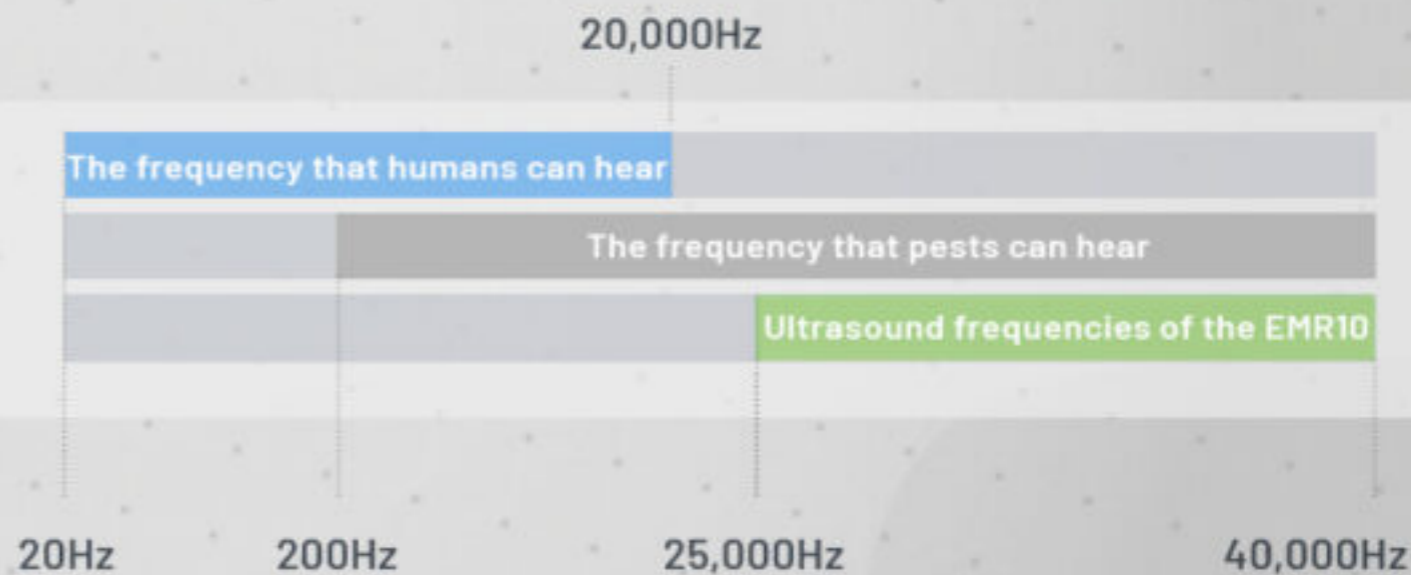 20,000Hz
The frequency that humans can hear
The frequency that pests can hear
Ultrasound frequencies of the EMR10
20Hz
200Hz
25,000Hz
40,000Hz